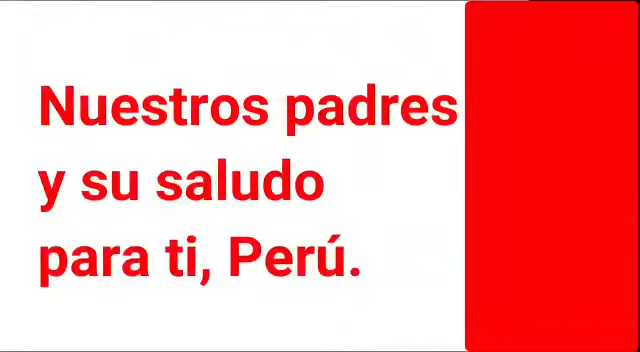 Nuestros padres
y su saludo
para ti, Perú.